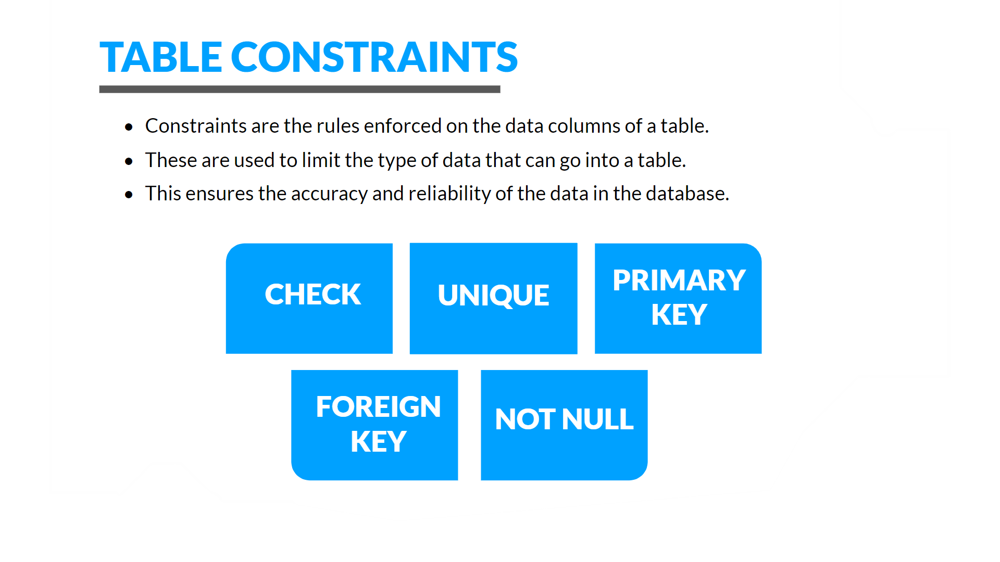 TABLE CONSTRAINTS
• Constraints are the rules enforced on the data columns of a table.
• These are used to limit the type of data that can go into a table.
• This ensures the accuracy and reliability of the data in the database.
CHECK
UNIQUE
PRIMARY
KEY
FOREIGN
KEY
NOT NULL